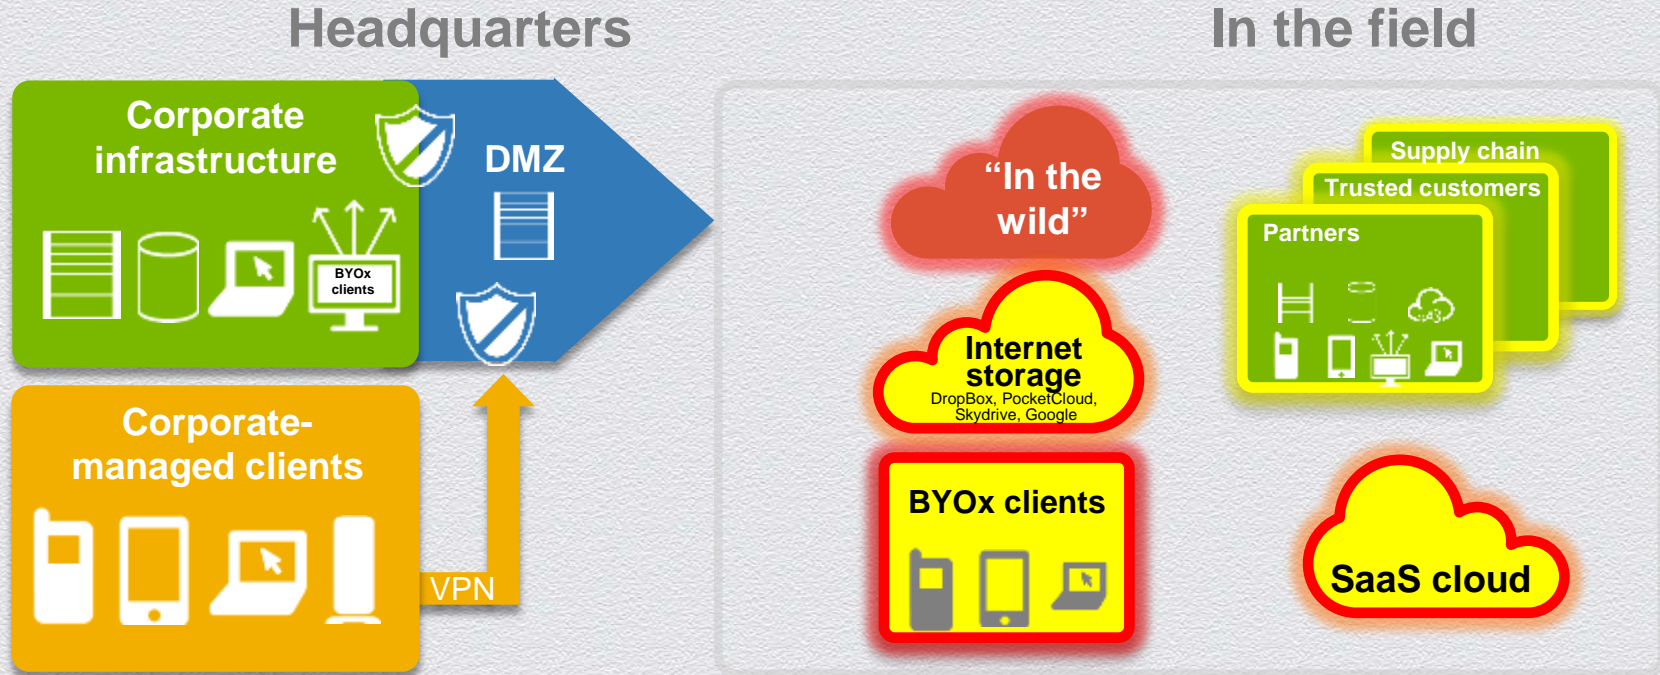 Headquarters
In the field
Corporate
infrastructure
DMZ
BYOx
clients
Corporate-
managed clients
VPN
“In the
wild”
Internet
storage
DropBox, PocketCloud,
Skydrive, Google
BYOx clients
Supply chain
Trusted customers
Partners
SaaS cloud